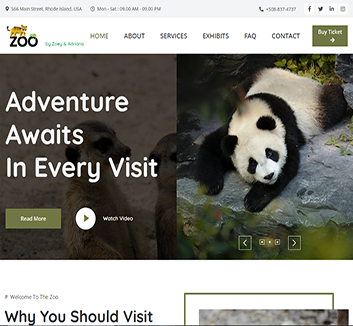 666 Main Street, Rhode Island, USA
Mon - Sat : 09.00 AM - 09.00 PM
+506 837-4737
ZOO
by Zoey & Adriana
HOME
ABOUT
SERVICES
EXHIBITS
FAQ
CONTACT
Buy Ticket
Adventure
Awaits
In Every Visit
Read More
Watch Video
# Welcome To The Zoo
Why You Should Visit